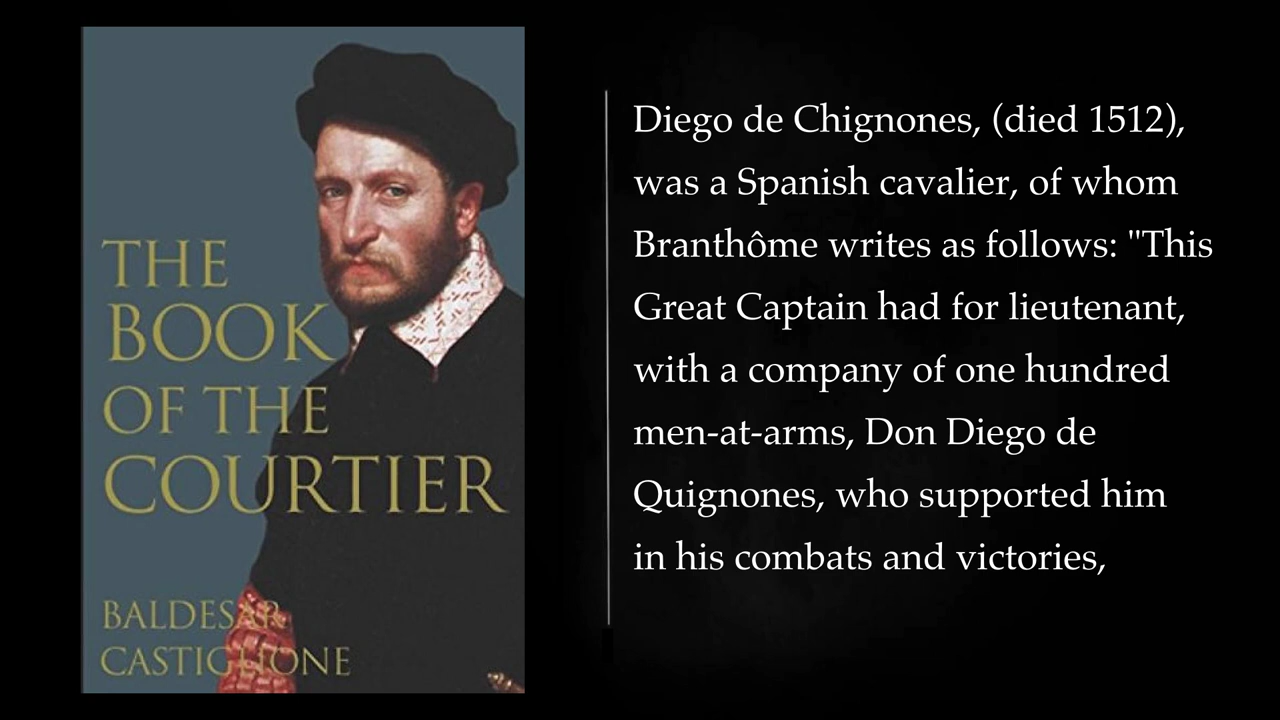 THE
BOOK
OF THE
COURTIER
BALDESAR
CASTIGLIONE
Diego de Chignones, (died 1512),
was a Spanish cavalier, of whom
Branthôme writes as follows: "This
Great Captain had for lieutenant,
with a company of one hundred
men-at-arms, Don Diego de
Quignones, who supported him
in his combats and victories,